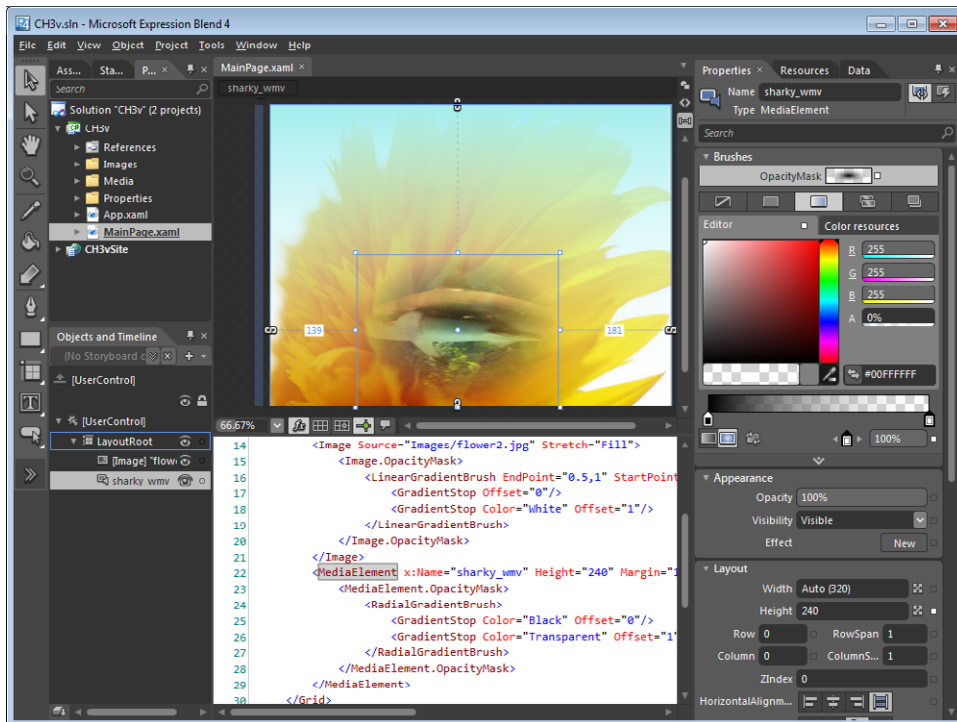 CH3v.sln - Microsoft Expression Blend 4
File Edit View Object Project Tools Window Help
Ass... Sta... P... ×
Search
Solution "CH3v" (2 projects)
CH3v
References
Images
Media
Properties
App.xaml
MainPage.xaml
CH3vSite
Objects and Timeline
(No Storyboard
[UserControl]
[UserControl]
LayoutRoot
[Image] "flow
sharky_wmv
MainPage.xaml ×
sharky_wmv
139
181
66.67%
fx
14 <Image Source="Images/flower2.jpg" Stretch="Fill">
15 <Image.OpacityMask>
16 <LinearGradientBrush EndPoint="0.5,1" StartPoint
17 <GradientStop Offset="0"/>
18 <GradientStop Color="White" Offset="1"/>
19 </LinearGradientBrush>
20 </Image.OpacityMask>
21 </Image>
22 <MediaElement x:Name="sharky_wmv" Height="240" Margin="1
23 <MediaElement.OpacityMask>
24 <RadialGradientBrush>
25 <GradientStop Color="Black" Offset="0"/>
26 <GradientStop Color="Transparent" Offset="1"
27 </RadialGradientBrush>
28 </MediaElement.OpacityMask>
29 </MediaElement>
30 </Grid>
Properties × Resources Data
Name sharky_wmv
Type MediaElement
Search
Brushes
OpacityMask
Editor
Color resources
R 255
G 255
B 255
A 0%
#00FFFFFF
100%
Appearance
Opacity 100%
Visibility Visible
Effect New
Layout
Width Auto (320)
Height 240
Row 0 RowSpan 1
Column 0 ColumnS... 1
ZIndex 0
HorizontalAlignm...